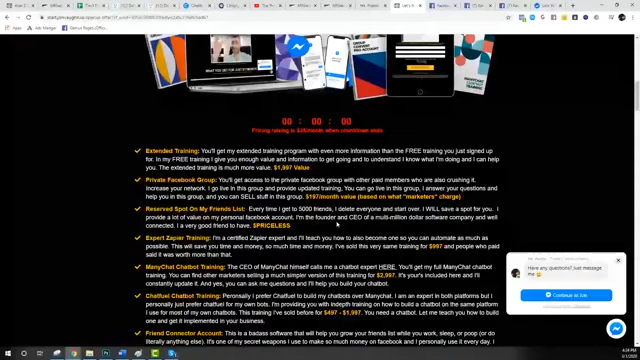 00 : 00 : 00
Pricing raising to $24/month when countdown ends
Extended Training: You'll get my extended training program with even more information than the FREE training you just signed up
for. In my FREE training I give you enough value and information to get going and to understand I know what I'm doing and I can help
you. The extended training is much more value. $1,997 Value
Private Facebook Group: You'll get access to the private facebook group with other paid members who are also crushing it.
Increase your network. I go live in this group and provide updated training. You can go live in this group. I answer your questions and
help you in this group, and you can SELL stuff in this group. $197/month value (based on what "marketers" charge)
Reserved Spot on My Friends List: Every time I get to 5000 friends, I delete everyone and start over. I WILL save a spot for you. I
provide a lot of value on my personal facebook account. I'm the founder and CEO of a multi-million dollar software company and well
connected. I a very good friend to have. $PRICELESS
Expert Zapier Training: I'm a certified Zapier expert and I'll teach you how to also become one so you can automate as much as
possible. This will save you time and money, so much time and money. I've sold this very same training for $997 and people who paid
said it was worth more than that.
ManyChat Chatbot Training: The CEO of ManyChat himself calls me a chatbot expert HERE. You'll get my full ManyChat chatbot
training. You can find other marketers selling a much simpler version of this training for $2,997. It's your's included here and I'll
constantly update it. and yes, you can ask me questions and I'll help you build your chatbot.
Chatfuel Chatbot Training: Personally I prefer Chatfuel to build my chatbots over Manychat. I am an expert in both platforms but I
personally just prefer chatfuel for my own bots. I'm providing you with indepth training on how to build a chatbot on the same platform
I use for most of my own chatbots. This training I've sold before for $497 - $1997. You need a chatbot. Let me teach you how to build
one and get it implemented in your business.
Friend Connector Account: This is a badass software that will help you grow your friends list while you work, sleep, or poop (or do
literally anything else). It's one of my secret weapons I use to make so much money on facebook and I personally use it every day. I
Have any questions? Just message
me
Continue as Joe